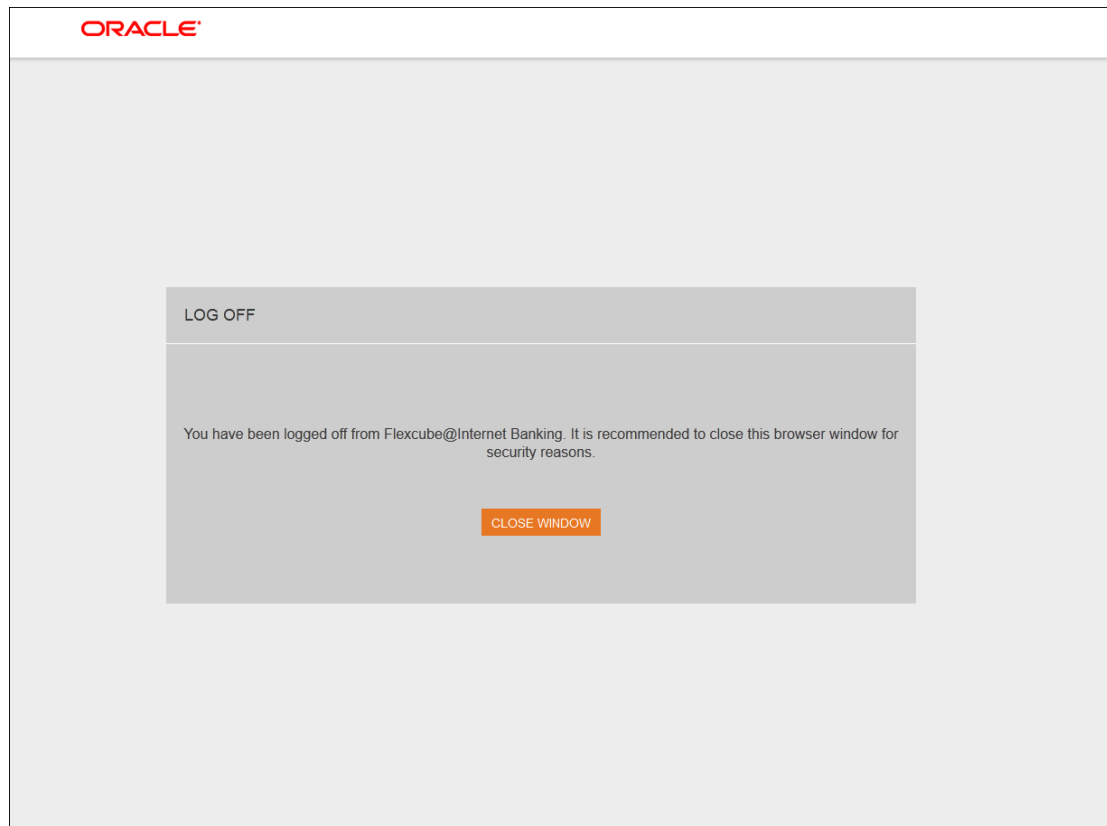 ORACLE
LOG OFF
You have been logged off from Flexcube@Internet Banking. It is recommended to close this browser window for
security reasons.
CLOSE WINDOW